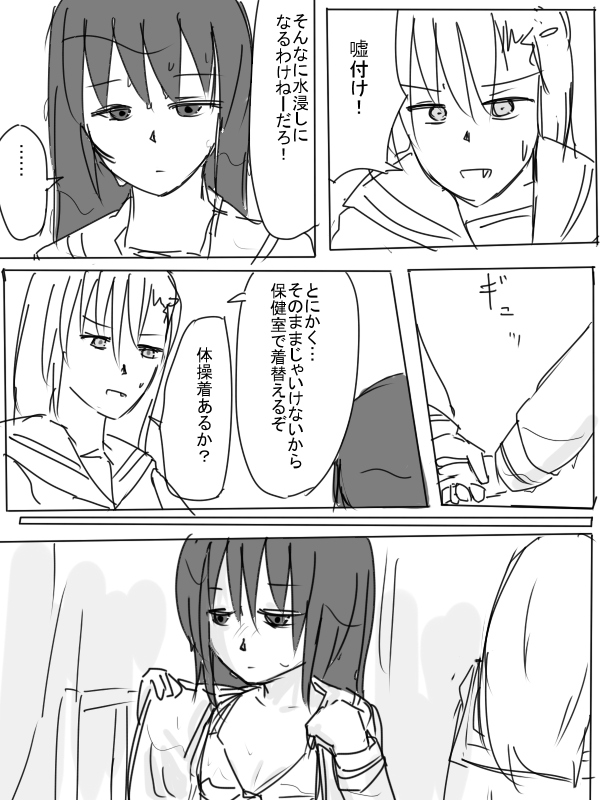 嘘付け！
そんなに水浸しに
なるわけねーだろ！
……
ギュッ
とにかく…
そのままじゃいけないから
保健室で着替えるぞ
体操着あるか？